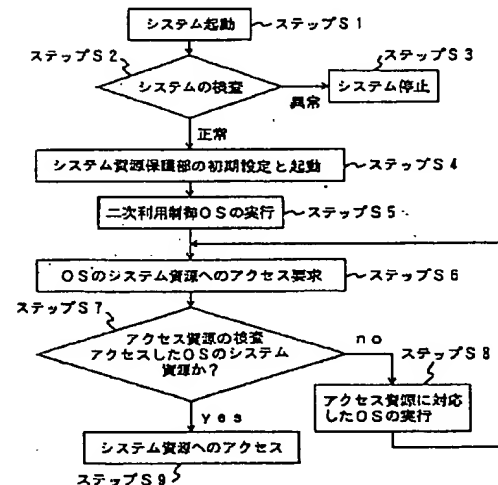 システム起動
ステップS1
ステップS2
システムの検査
ステップS3
システム停止
異常
正常
システム資源保護部の初期設定と起動
ステップS4
二次利用制御OSの実行
ステップS5
OSのシステム資源へのアクセス要求
ステップS6
ステップS7
アクセス資源の検査
アクセスしたOSのシステム
資源か?
no
ステップS8
アクセス資源に対応
したOSの実行
yes
システム資源へのアクセス
ステップS9